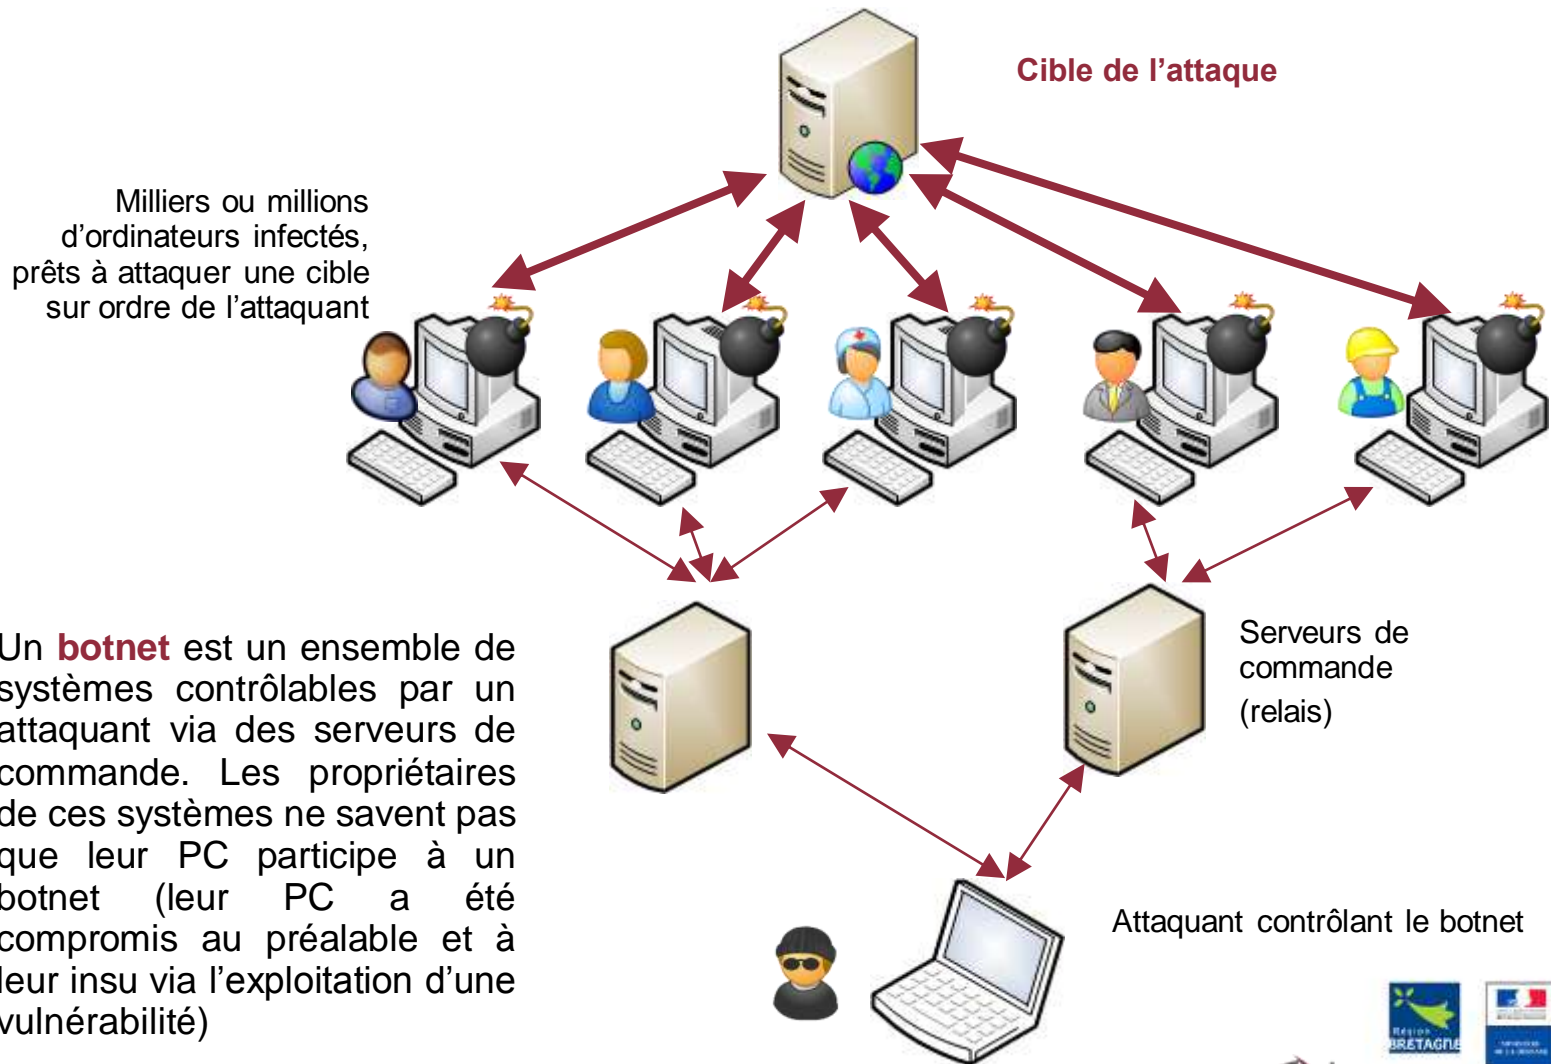 Cible de l’attaque
Milliers ou millions
d’ordinateurs infectés,
prêts à attaquer une cible
sur ordre de l’attaquant
Un botnet est un ensemble de
systèmes contrôlables par un
attaquant via des serveurs de
commande. Les propriétaires
de ces systèmes ne savent pas
que leur PC participe à un
botnet (leur PC a été
compromis au préalable et à
leur insu via l’exploitation d’une
vulnérabilité)
Serveurs de
commande
(relais)
Attaquant contrôlant le botnet
Région
BRETAGNE